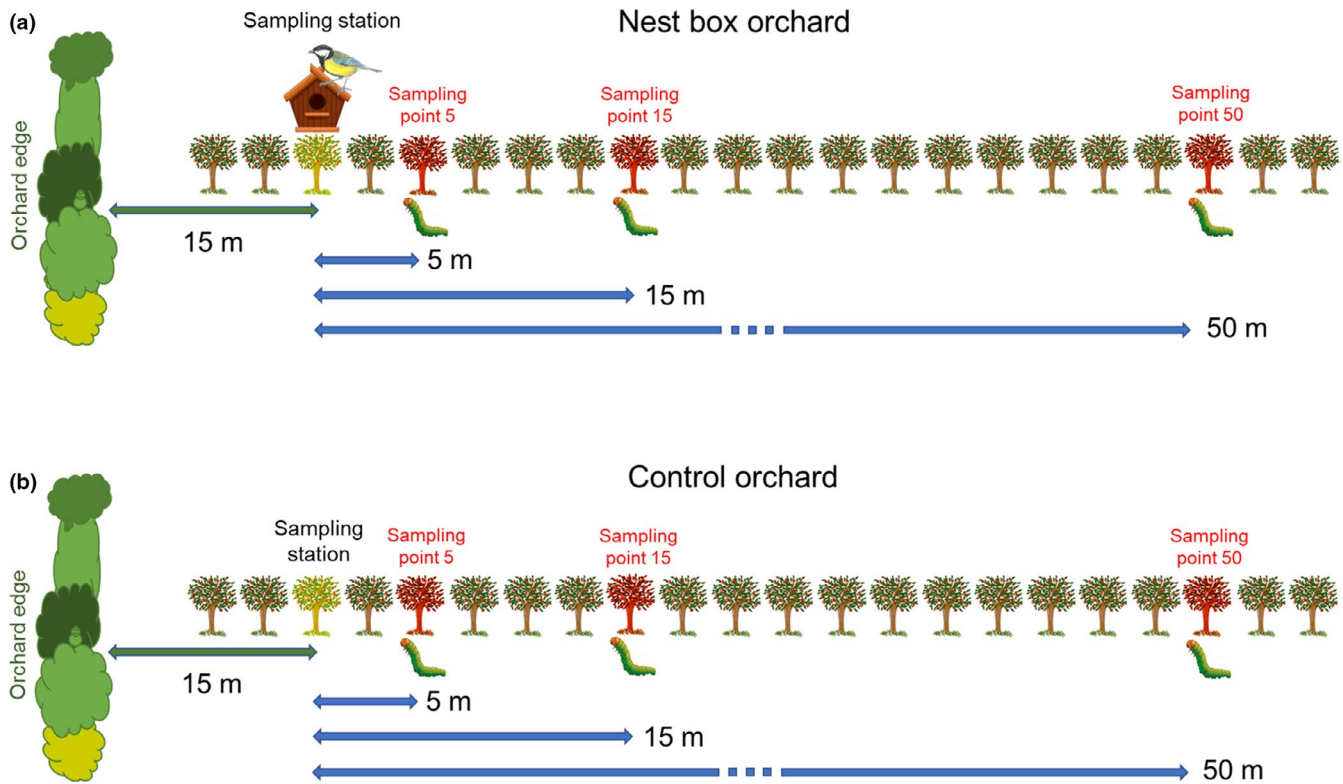 (a)
Sampling station
Nest box orchard
Orchard edge
Sampling
point 5
Sampling
point 15
Sampling
point 50
15 m
5 m
15 m
50 m
(b)
Control orchard
Orchard edge
Sampling
station
Sampling
point 5
Sampling
point 15
Sampling
point 50
15 m
5 m
15 m
50 m